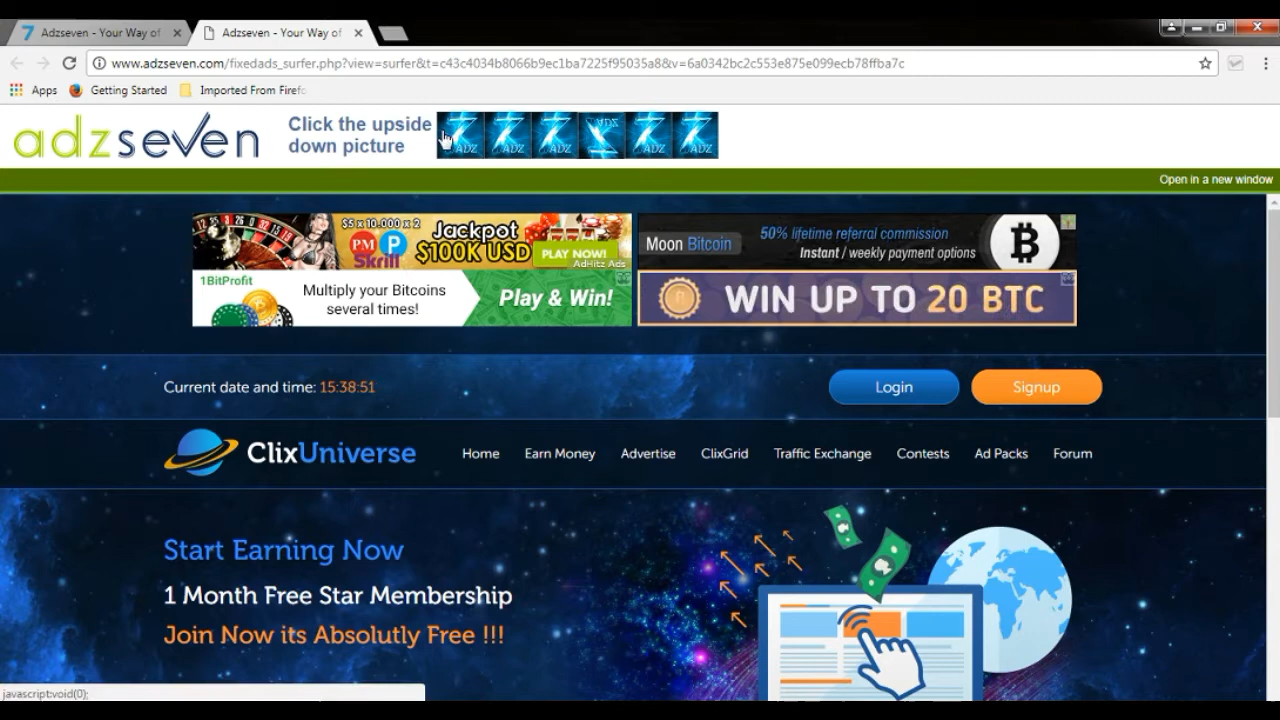 Adzseven - Your Way of
Adzseven - Your Way of
www.adzseven.com/fixedads_surfer.php?view=surfer&t=c43c4034b8066b9ec1ba7225f95035a8&v=6a0342bc2c553e875e099ecb78ffba7c
Apps
Getting Started
Imported From Firefo
adzseven
Click the upside
down picture
ADZ
ADZ
ADZ
ADZ
ADZ
ADZ
Open in a new window
$5 x 10.000 x 2
PM
P
Skrill
Jackpot
$100K USD
PLAY NOW!
AdHitz Ads
Moon Bitcoin
50% lifetime referral commission
Instant / weekly payment options
1BitProfit
Multiply your Bitcoins
several times!
Play & Win!
WIN UP TO 20 BTC
Current date and time: 15:38:51
Login
Signup
ClixUniverse
Home
Earn Money
Advertise
ClixGrid
Traffic Exchange
Contests
Ad Packs
Forum
Start Earning Now
1 Month Free Star Membership
Join Now its Absolutly Free !!!
javascript:void(0);